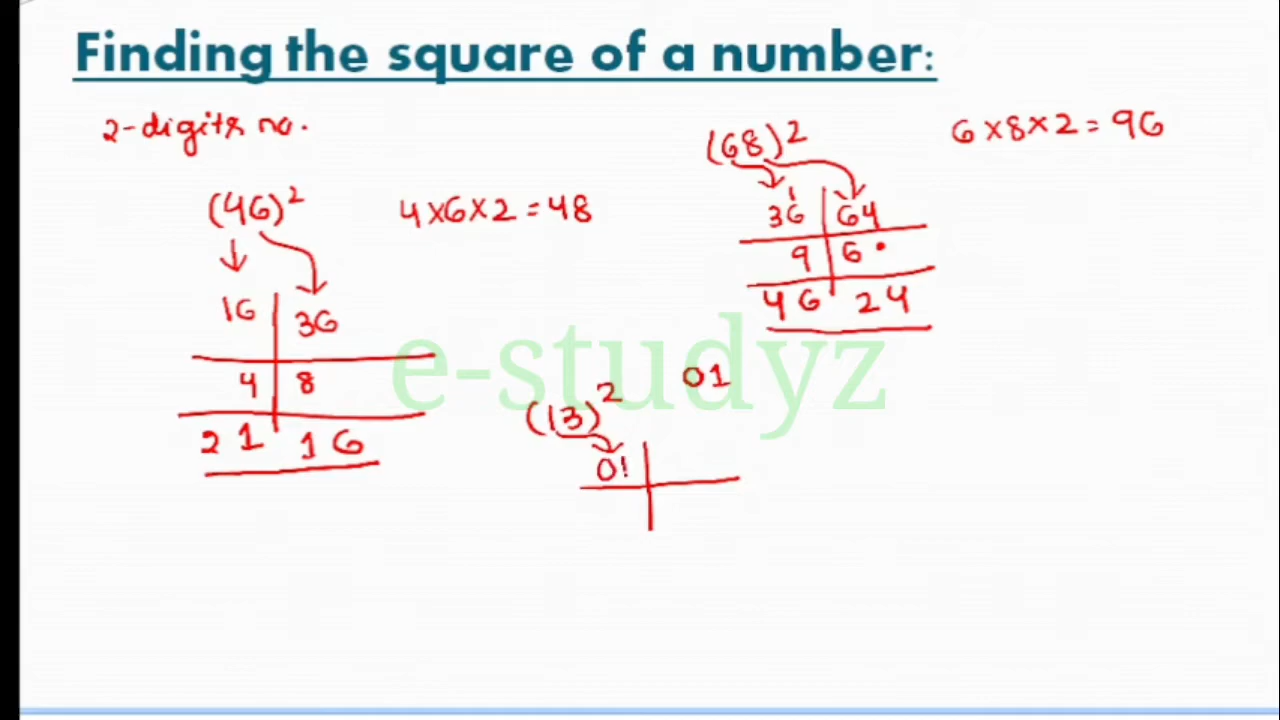 Finding the square of a number:
2-digits no.
(46)² 4×6×2=48
16 | 36
4 | 8
21 16
(68)² 6×8×2=96
1
36 | 64
9 | 6 •
46 24
e-studyz
(13)² 01
01